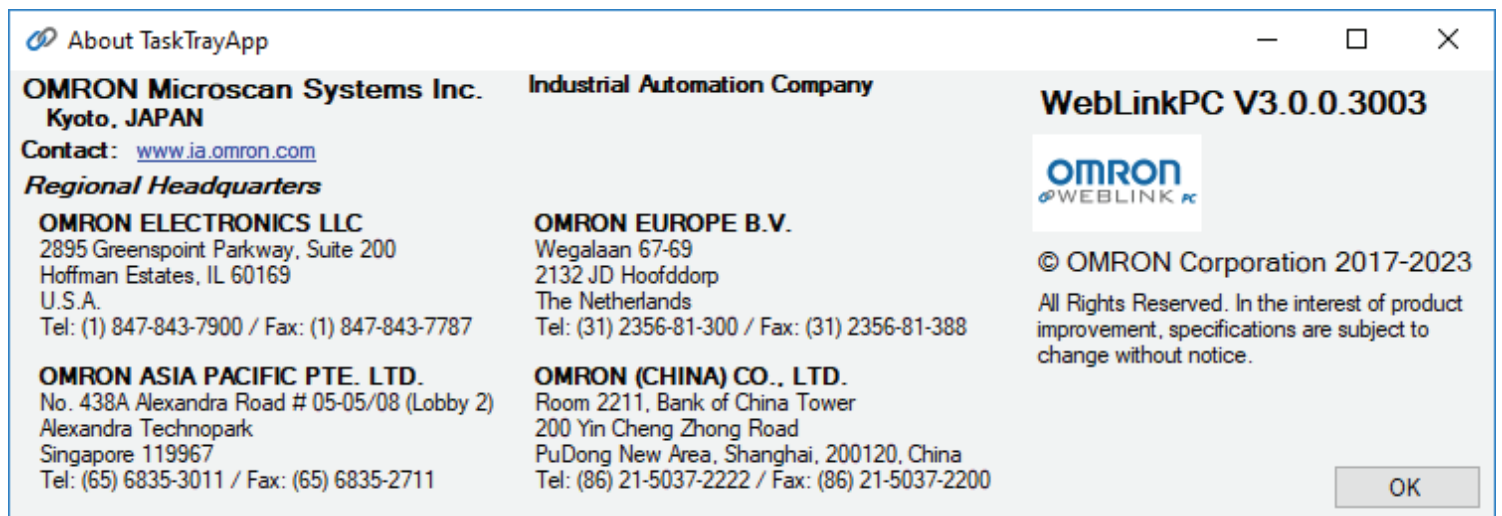 About TaskTrayApp
OMRON Microscan Systems Inc.
Kyoto, JAPAN
Industrial Automation Company
Contact: www.ia.omron.com
Regional Headquarters
OMRON ELECTRONICS LLC
2895 Greenspoint Parkway, Suite 200
Hoffman Estates, IL 60169
U.S.A.
Tel: (1) 847-843-7900 / Fax: (1) 847-843-7787
OMRON EUROPE B.V.
Wegalaan 67-69
2132 JD Hoofddorp
The Netherlands
Tel: (31) 2356-81-300 / Fax: (31) 2356-81-388
OMRON ASIA PACIFIC PTE. LTD.
No. 438A Alexandra Road # 05-05/08 (Lobby 2)
Alexandra Technopark
Singapore 119967
Tel: (65) 6835-3011 / Fax: (65) 6835-2711
OMRON (CHINA) CO., LTD.
Room 2211, Bank of China Tower
200 Yin Cheng Zhong Road
PuDong New Area, Shanghai, 200120, China
Tel: (86) 21-5037-2222 / Fax: (86) 21-5037-2200
WebLinkPC V3.0.0.3003
OMRON
WEBLINK PC
© OMRON Corporation 2017-2023
All Rights Reserved. In the interest of product
improvement, specifications are subject to
change without notice.
OK